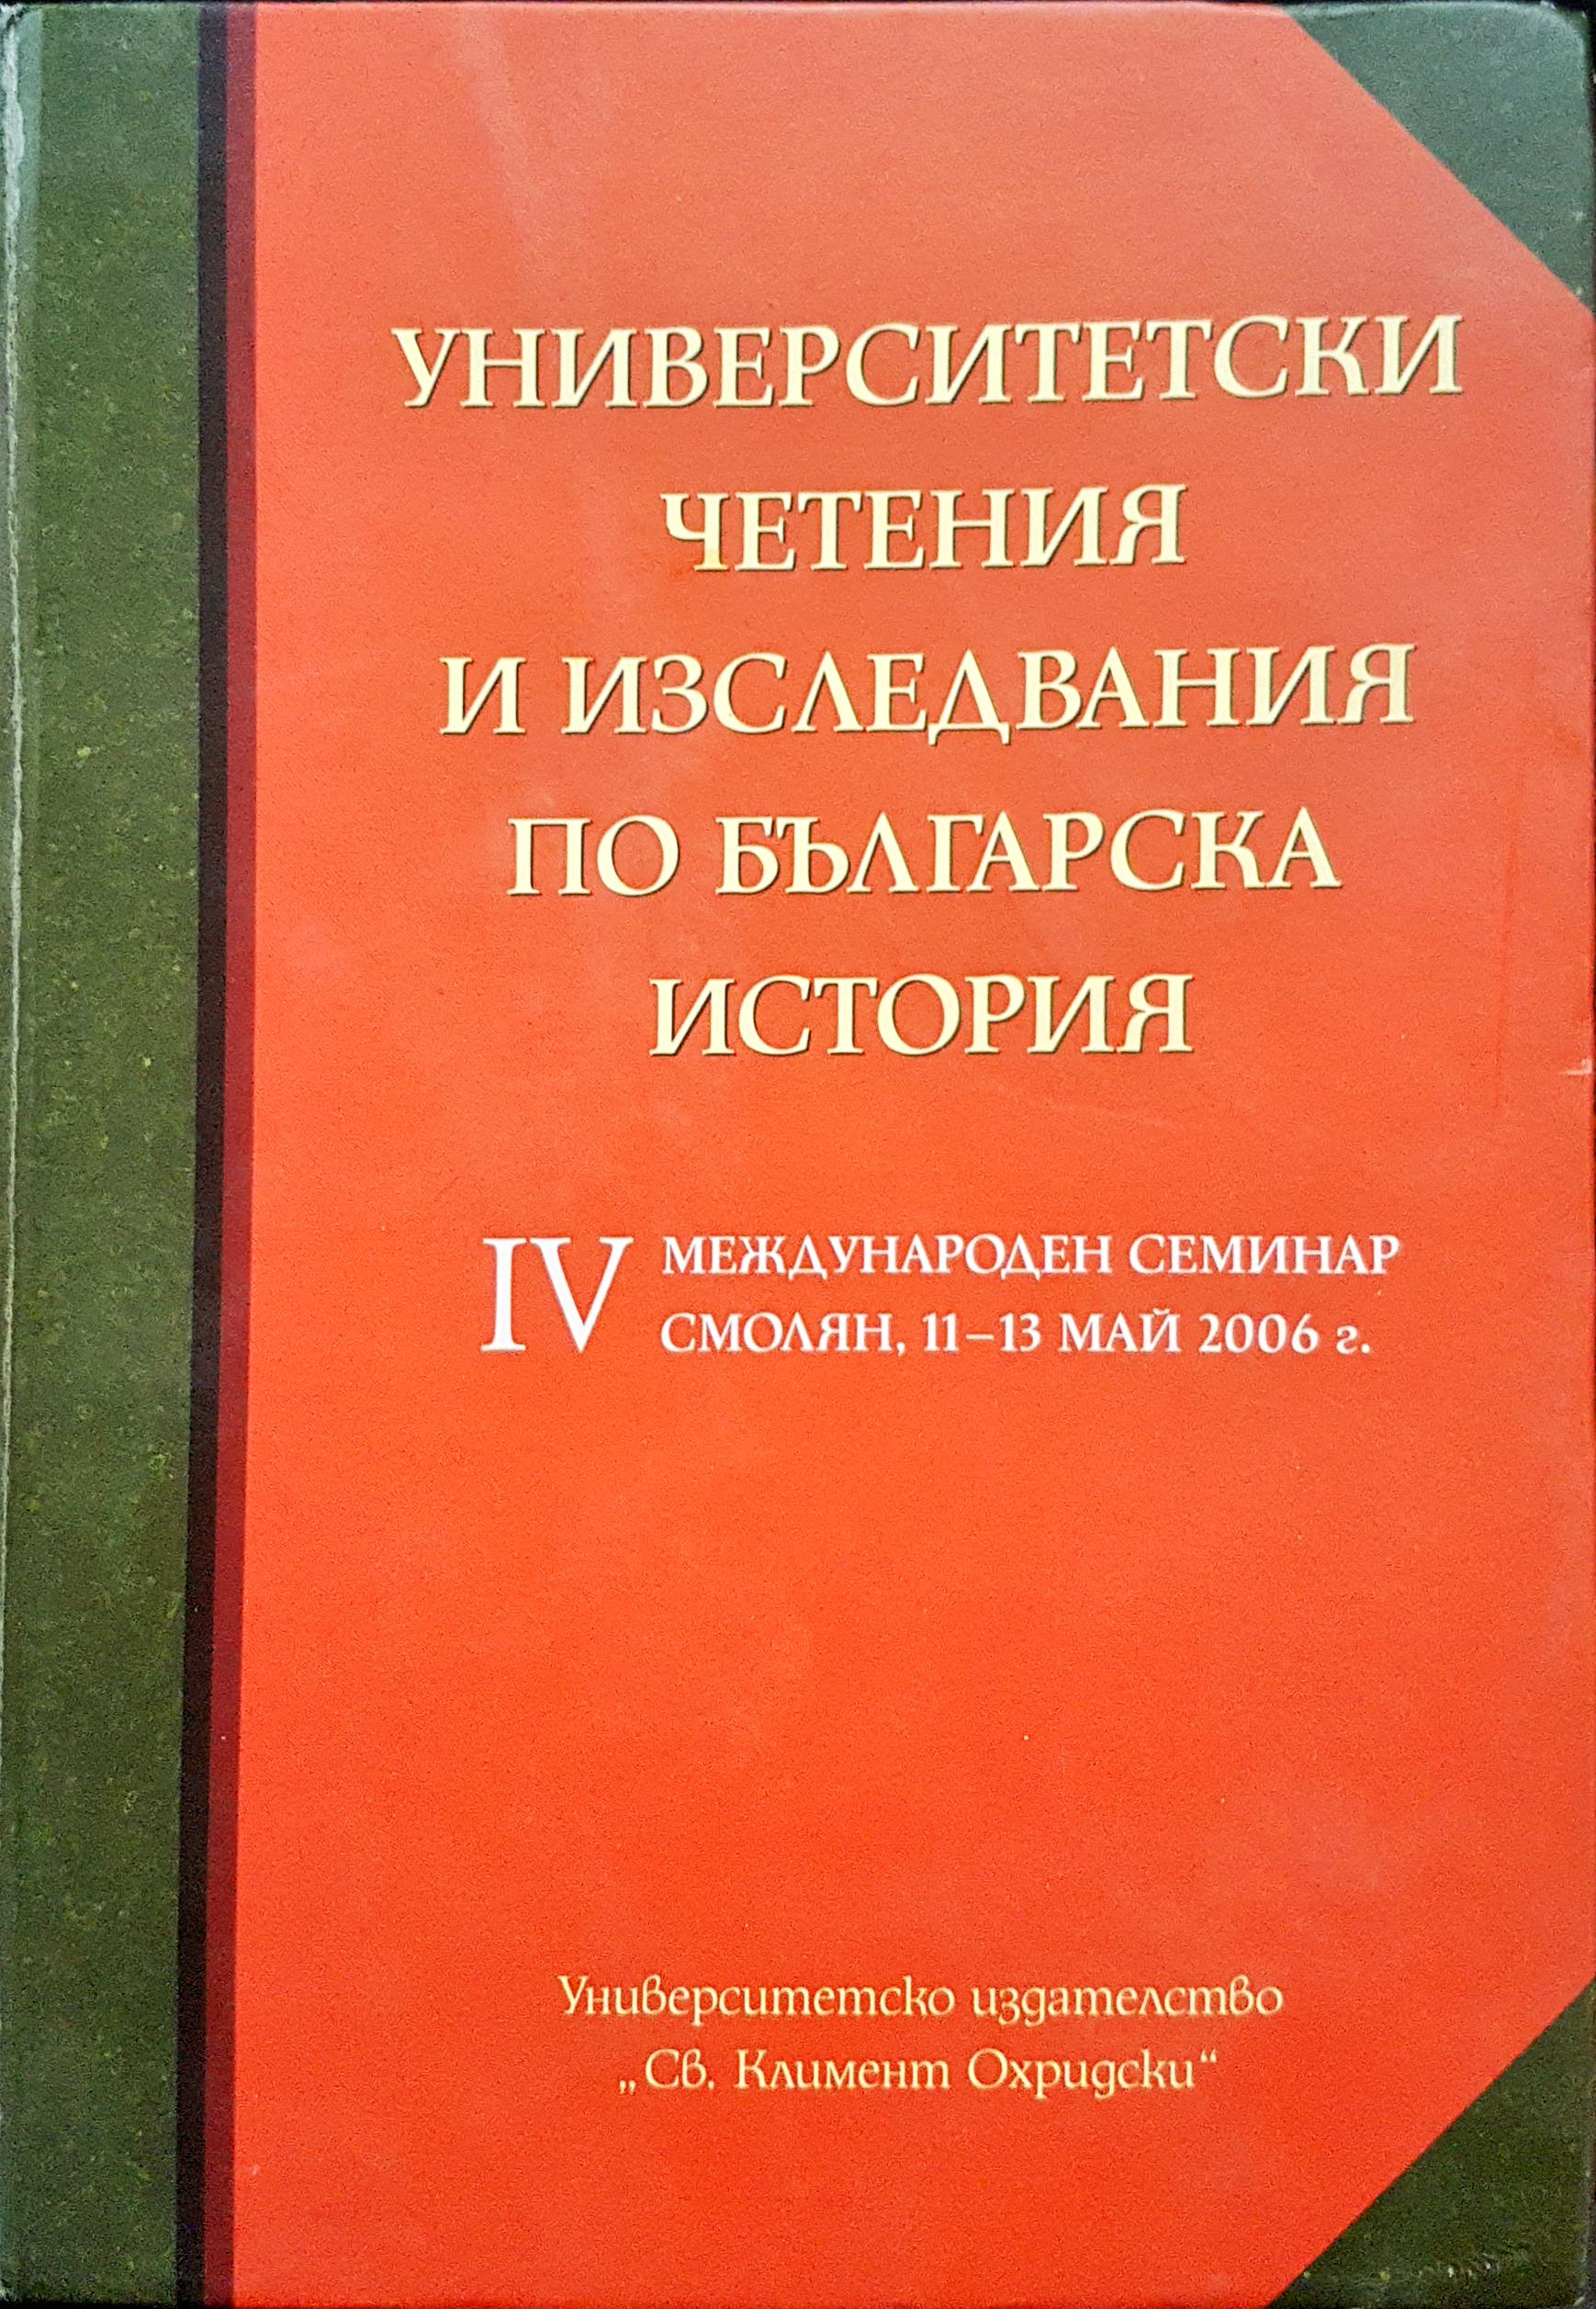 УНИВЕРСИТЕТСКИ
ЧЕТЕНИЯ
И ИЗСЛЕДВАНИЯ
ПО БЪЛГАРСКА
ИСТОРИЯ
IV МЕЖДУНАРОДЕН СЕМИНАР
СМОЛЯН, 11–13 МАЙ 2006 г.
Университетско издателство
„Св. Климент Охридски“